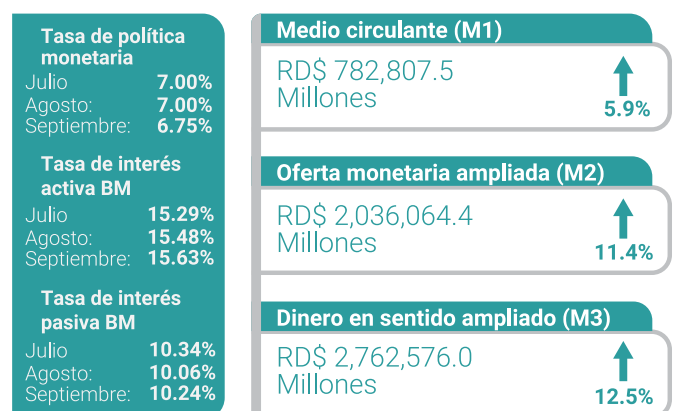 Tasa de política
monetaria
Julio 7.00%
Agosto: 7.00%
Septiembre: 6.75%
Tasa de interés
activa BM
Julio 15.29%
Agosto: 15.48%
Septiembre: 15.63%
Tasa de interés
pasiva BM
Julio 10.34%
Agosto: 10.06%
Septiembre: 10.24%
Medio circulante (M1)
RD$ 782,807.5
Millones
5.9%
Oferta monetaria ampliada (M2)
RD$ 2,036,064.4
Millones
11.4%
Dinero en sentido ampliado (M3)
RD$ 2,762,576.0
Millones
12.5%